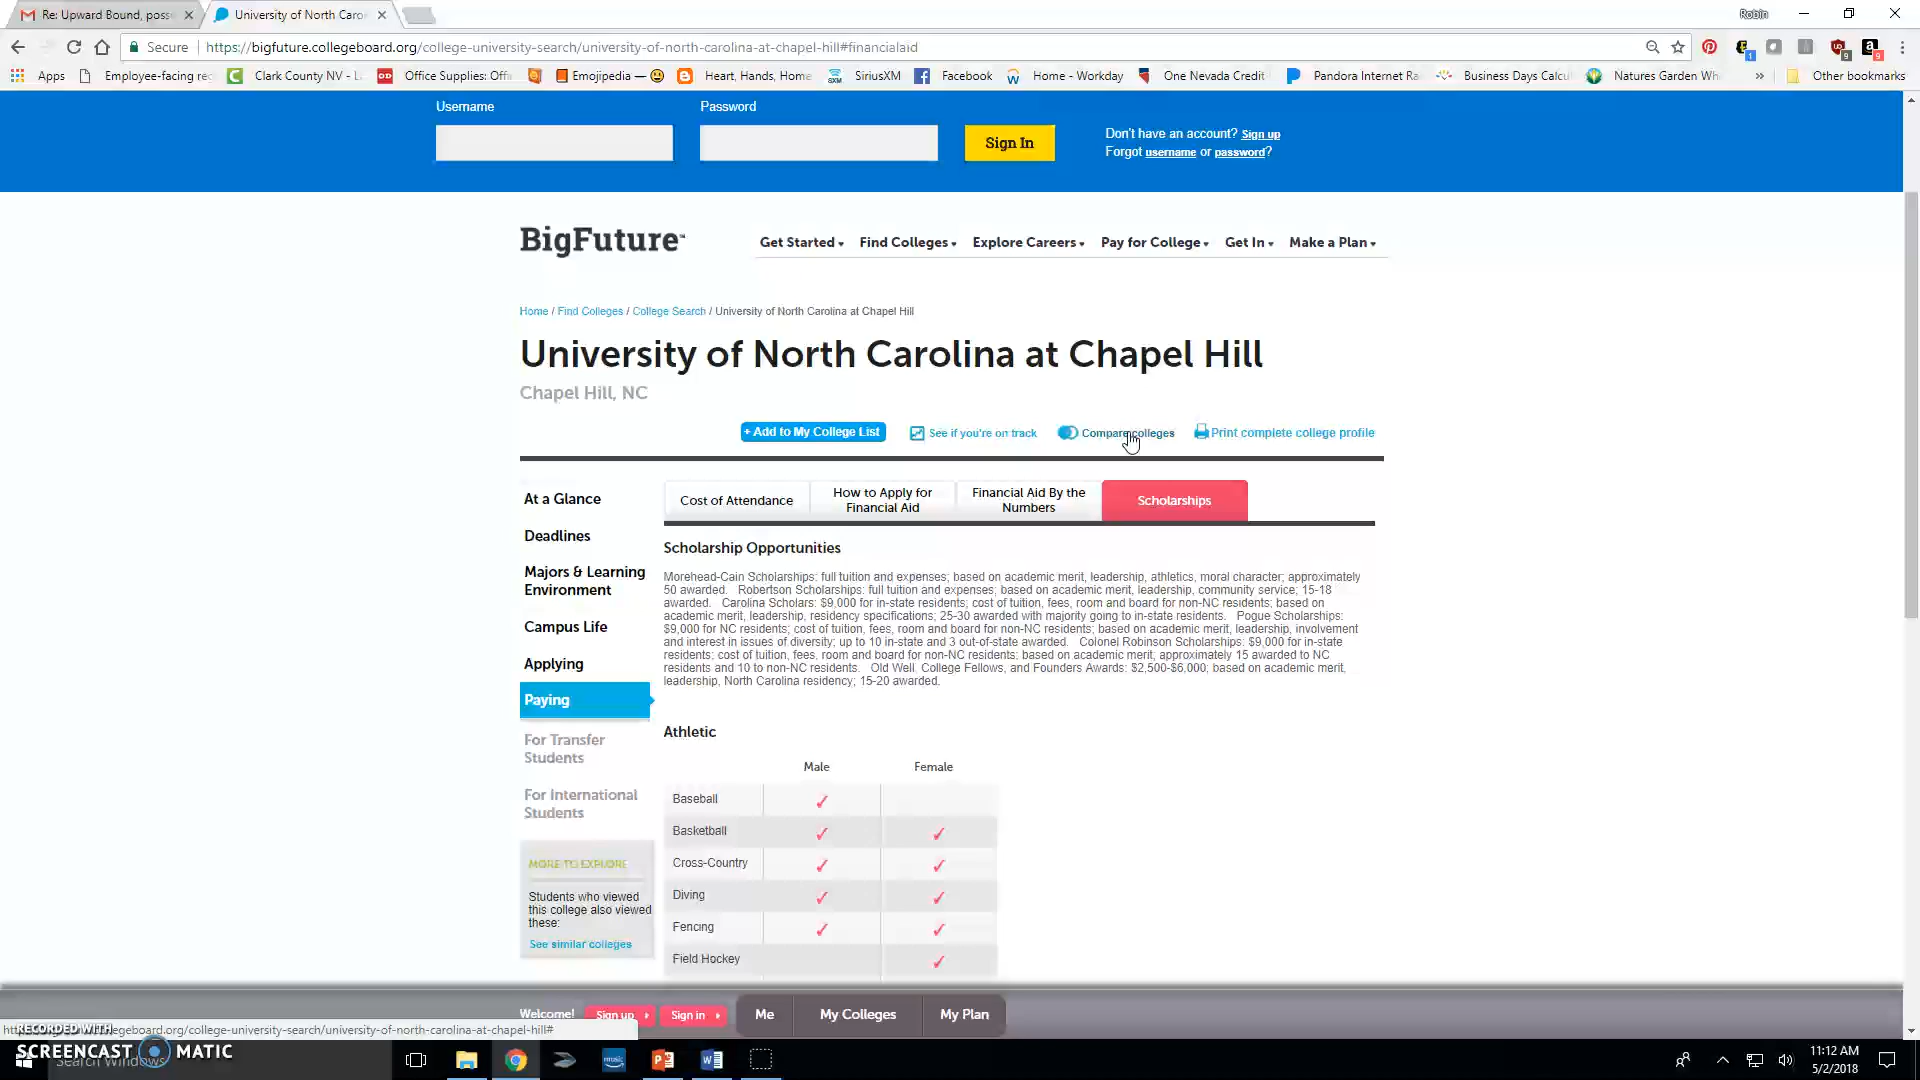 Re: Upward Bound, poss
University of North Caro
Robin
Secure
https://bigfuture.collegeboard.org/college-university-search/university-of-north-carolina-at-chapel-hill#financialaid
Apps
Employee-facing re
Clark County NV - L
Office Supplies: Offi
Emojipedia — 😃
Heart, Hands, Home
SiriusXM
Facebook
Home - Workday
One Nevada Credit
Pandora Internet Ra
Business Days Calcu
Natures Garden Wh
»
Other bookmarks
Username
Password
Sign In
Don't have an account? Sign up
Forgot username or password?
BigFuture™
Get Started
Find Colleges
Explore Careers
Pay for College
Get In
Make a Plan
Home / Find Colleges / College Search / University of North Carolina at Chapel Hill
University of North Carolina at Chapel Hill
Chapel Hill, NC
+ Add to My College List
See if you're on track
Compare colleges
Print complete college profile
At a Glance
Deadlines
Majors & Learning
Environment
Campus Life
Applying
Paying
For Transfer
Students
For International
Students
MORE TO EXPLORE
Students who viewed
this college also viewed
these:
See similar colleges
Cost of Attendance
How to Apply for
Financial Aid
Financial Aid By the
Numbers
Scholarships
Scholarship Opportunities
Morehead-Cain Scholarships: full tuition and expenses; based on academic merit, leadership, athletics, moral character; approximately
50 awarded. Robertson Scholarships: full tuition and expenses; based on academic merit, leadership, community service; 15-18
awarded. Carolina Scholars: $9,000 for in-state residents; cost of tuition, fees, room and board for non-NC residents; based on
academic merit, leadership, residency specifications; 25-30 awarded with majority going to in-state residents. Pogue Scholarships:
$9,000 for NC residents; cost of tuition, fees, room and board for non-NC residents; based on academic merit, leadership, involvement
and interest in issues of diversity; up to 10 in-state and 3 out-of-state awarded. Colonel Robinson Scholarships: $9,000 for in-state
residents; cost of tuition, fees, room and board for non-NC residents; based on academic merit, approximately 15 awarded to NC
residents and 10 to non-NC residents. Old Well, College Fellows, and Founders Awards: $2,500-$6,000; based on academic merit,
leadership, North Carolina residency; 15-20 awarded.
Athletic
Male Female
Baseball ✓
Basketball ✓ ✓
Cross-Country ✓ ✓
Diving ✓ ✓
Fencing ✓ ✓
Field Hockey ✓
Welcome!
Sign up
Sign in
Me
My Colleges
My Plan
egeboard.org/college-university-search/university-of-north-carolina-at-chapel-hill#
RECORDED WITH
SCREENCAST MATIC
Search Windows
11:12 AM
5/2/2018